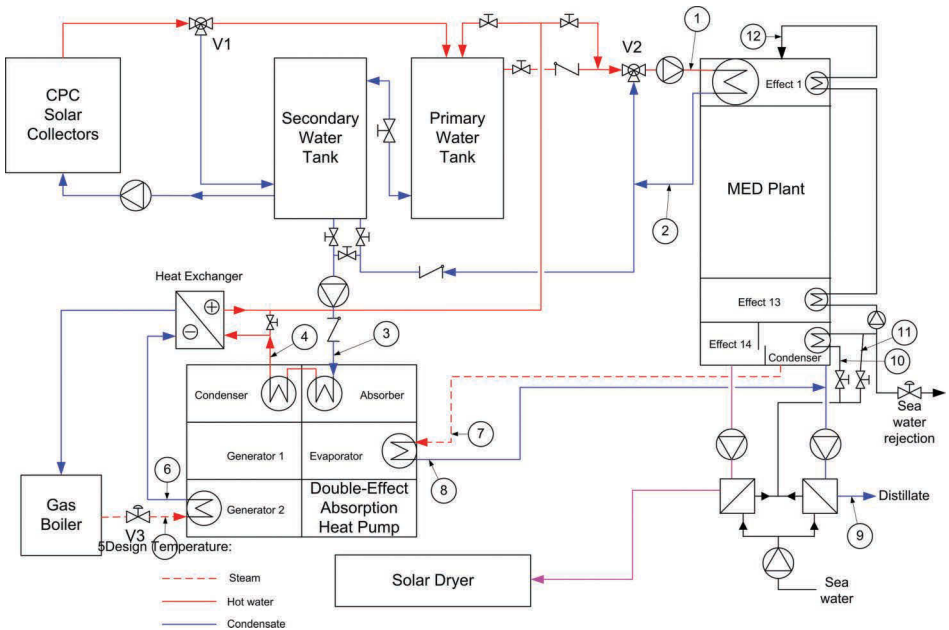 1
12
V1
V2
CPC
Solar
Collectors
Secondary
Water
Tank
Primary
Water
Tank
Effect 1
MED Plant
2
Heat Exchanger
4
3
Effect 13
Effect 14
Condenser
11
10
Condenser
Absorber
7
Sea
water
rejection
Generator 1
Evaporator
8
6
Gas
Boiler
Generator 2
Double-Effect
Absorption
Heat Pump
V3
5Design Temperature:
Distillate
9
Steam
Hot water
Condensate
Solar Dryer
Sea
water